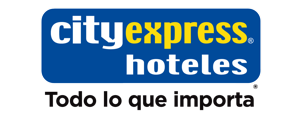 cityexpress®
hoteles
Todo lo que importa®